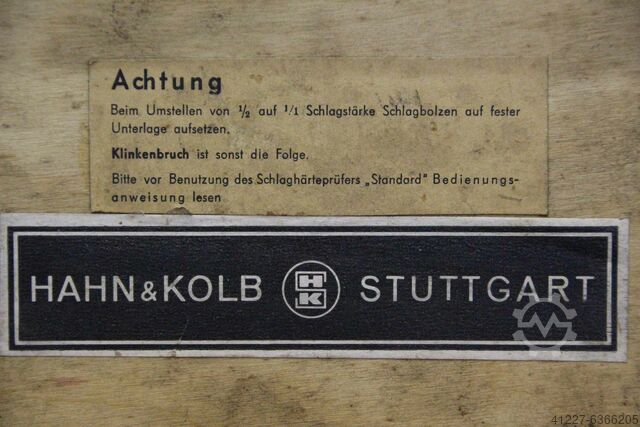 Achtung
Beim Umstellen von ½ auf ¹/1 Schlagstärke Schlagbolzen auf fester
Unterlage aufsetzen.
Klinkenbruch ist sonst die Folge.
Bitte vor Benutzung des Schlaghärteprüfers „Standard" Bedienungs-
anweisung lesen
HAHN & KOLB HK STUTTGART
41227-6366205